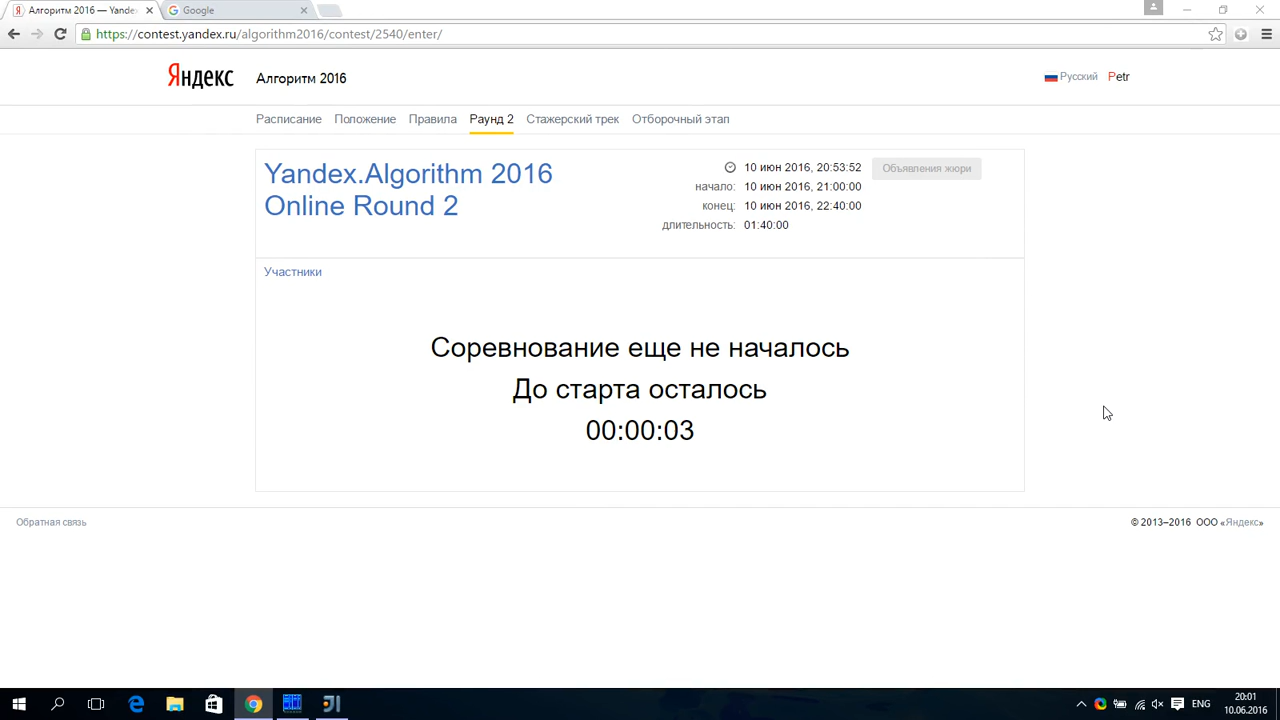 Алгоритм 2016 — Yande
Google
https://contest.yandex.ru/algorithm2016/contest/2540/enter/
Яндекс
Алгоритм 2016
Русский
Petr
Расписание
Положение
Правила
Раунд 2
Стажерский трек
Отборочный этап
Yandex.Algorithm 2016
Online Round 2
10 июн 2016, 20:53:52
начало: 10 июн 2016, 21:00:00
конец: 10 июн 2016, 22:40:00
длительность: 01:40:00
Объявления жюри
Участники
Соревнование еще не началось
До старта осталось
00:00:03
Обратная связь
© 2013–2016 ООО «Яндекс»
ENG
20:01
10.06.2016